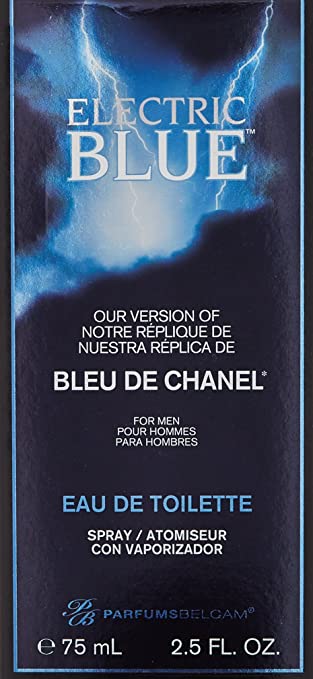 ELECTRIC
BLUE™
OUR VERSION OF
NOTRE RÉPLIQUE DE
NUESTRA RÉPLICA DE
BLEU DE CHANEL*
FOR MEN
POUR HOMMES
PARA HOMBRES
EAU DE TOILETTE
SPRAY / ATOMISEUR
CON VAPORIZADOR
PB PARFUMSBELCAM®
℮ 75 mL 2.5 FL. OZ.